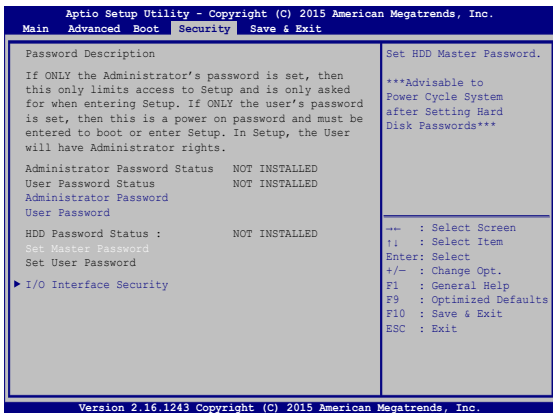 Aptio Setup Utility - Copyright (C) 2015 American Megatrends, Inc.
Main Advanced Boot Security Save & Exit
Password Description
If ONLY the Administrator's password is set, then
this only limits access to Setup and is only asked
for when entering Setup. If ONLY the user's password
is set, then this is a power on password and must be
entered to boot or enter Setup. In Setup, the User
will have Administrator rights.
Administrator Password Status NOT INSTALLED
User Password Status NOT INSTALLED
Administrator Password
User Password
HDD Password Status : NOT INSTALLED
Set Master Password
Set User Password
▶ I/O Interface Security
Set HDD Master Password.
***Advisable to
Power Cycle System
after Setting Hard
Disk Passwords***
→← : Select Screen
↑↓ : Select Item
Enter: Select
+/— : Change Opt.
F1 : General Help
F9 : Optimized Defaults
F10 : Save & Exit
ESC : Exit
Version 2.16.1243 Copyright (C) 2015 American Megatrends, Inc.